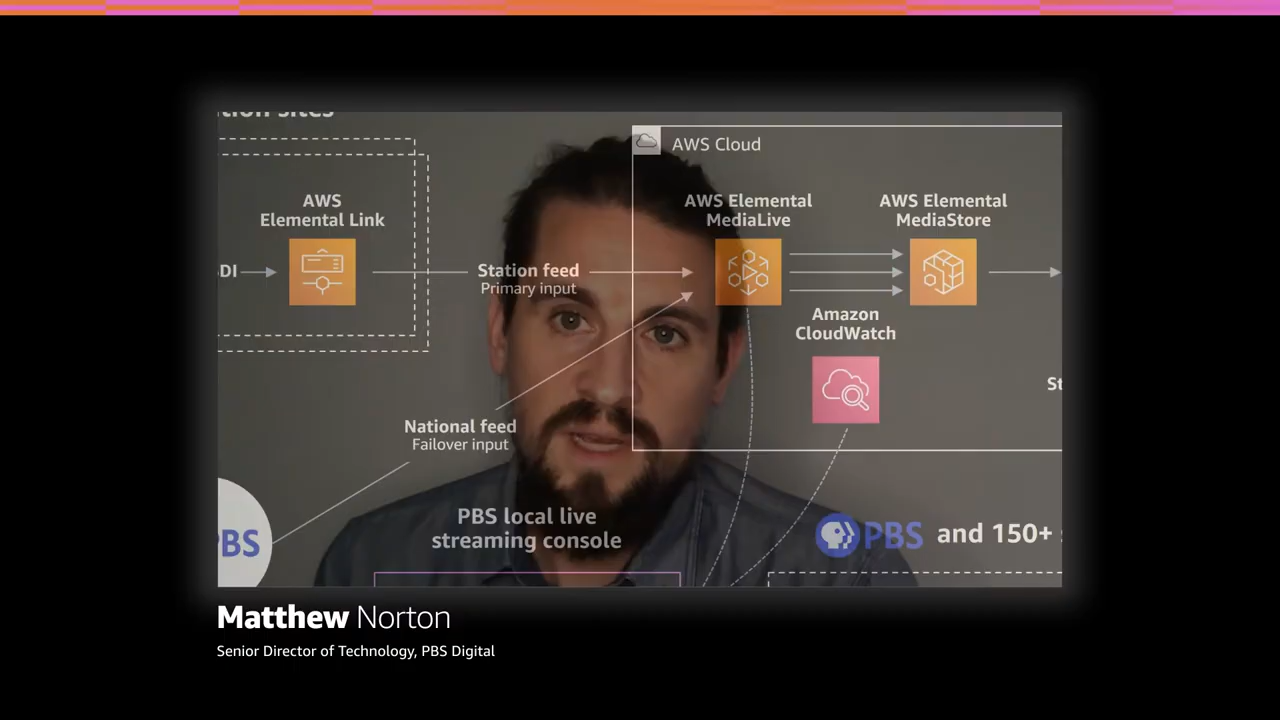 AWS Cloud
AWS
Elemental Link
AWS Elemental
MediaLive
AWS Elemental
MediaStore
Station feed
Primary input
Amazon
CloudWatch
National feed
Failover input
PBS local live
streaming console
PBS
PBS and 150+
Matthew Norton
Senior Director of Technology, PBS Digital